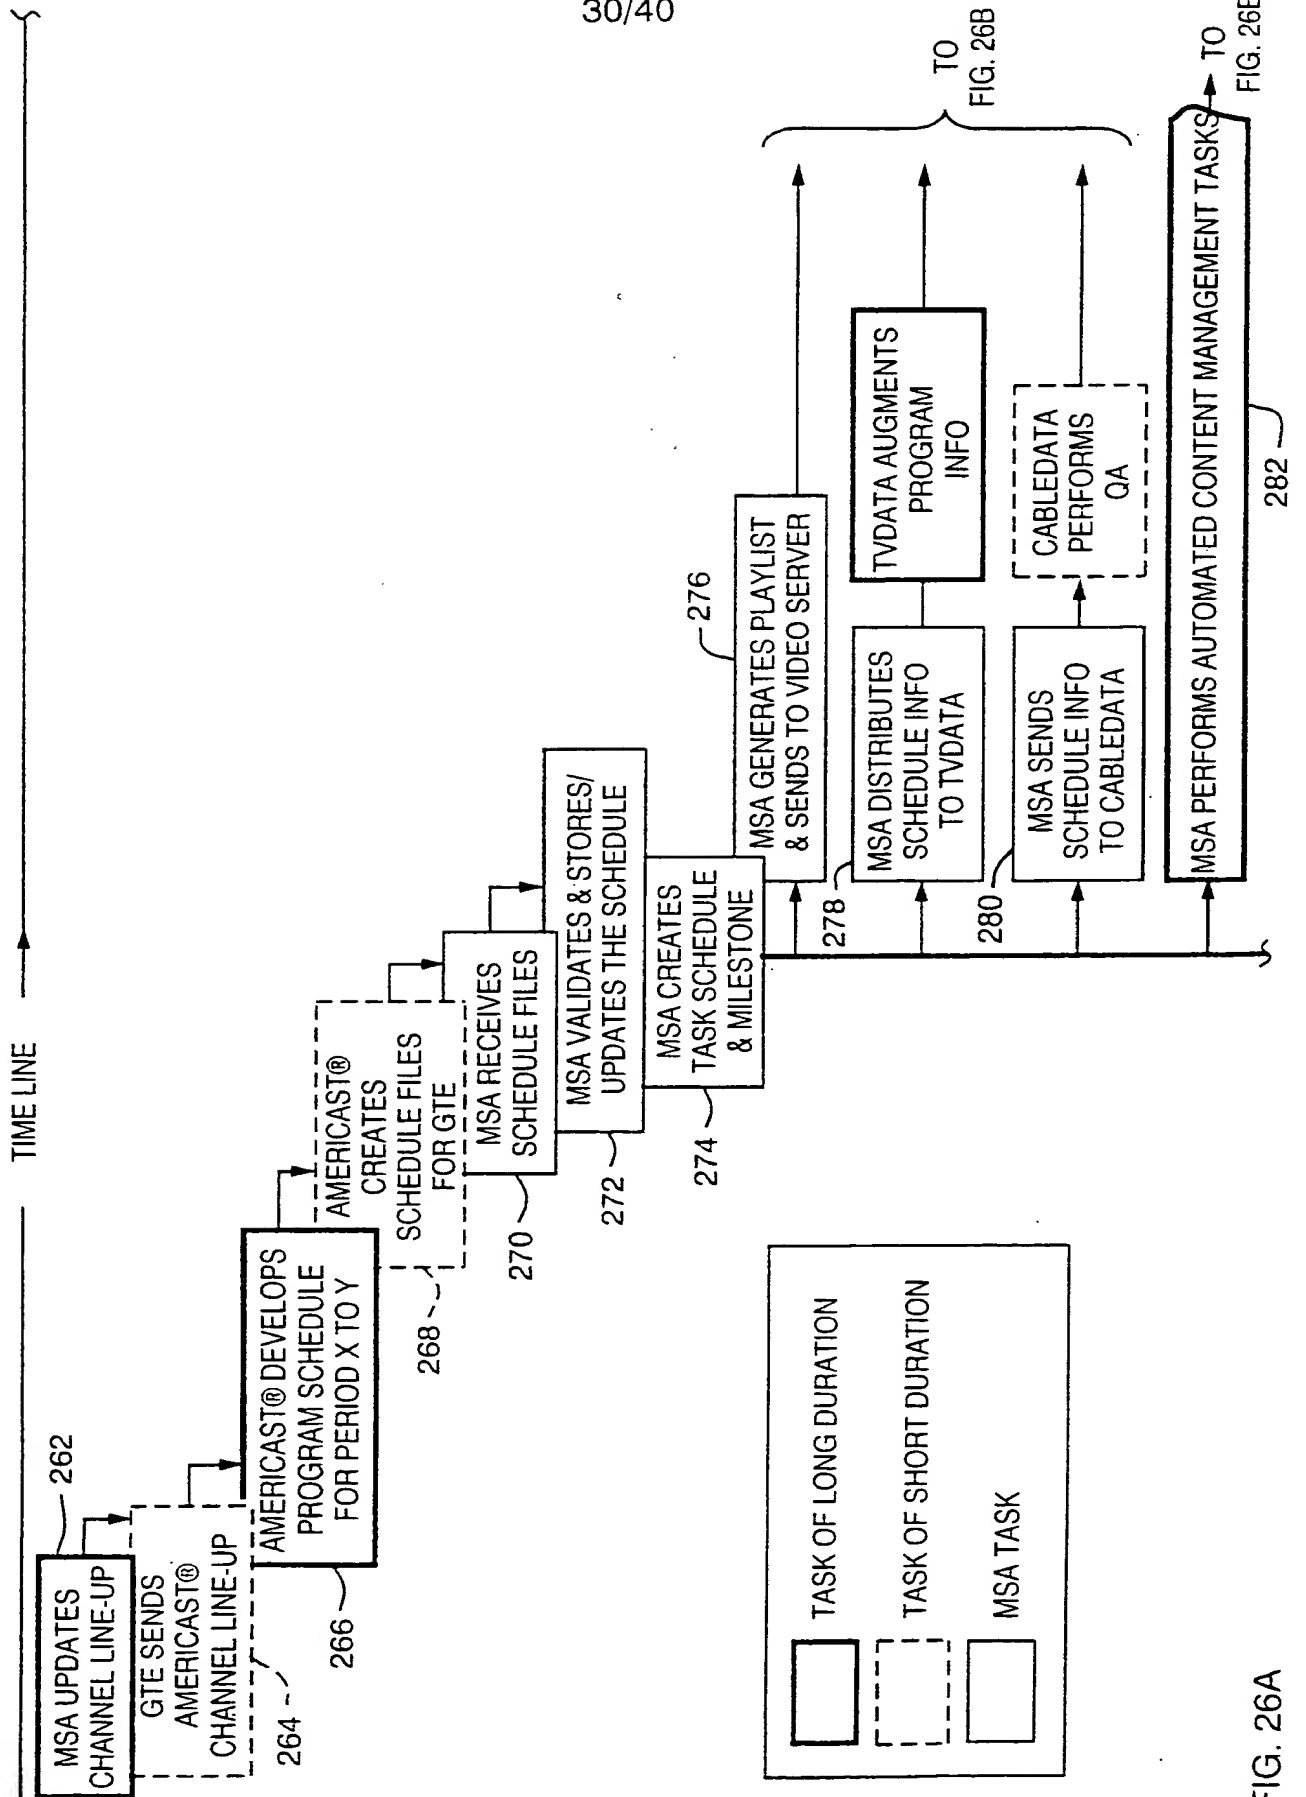 30/40
TIME LINE
MSA UPDATES
CHANNEL LINE-UP
262
GTE SENDS
AMERICAST®
CHANNEL LINE-UP
264
AMERICAST® DEVELOPS
PROGRAM SCHEDULE
FOR PERIOD X TO Y
266
AMERICAST®
CREATES
SCHEDULE FILES
FOR GTE
268
MSA RECEIVES
SCHEDULE FILES
270
MSA VALIDATES & STORES/
UPDATES THE SCHEDULE
272
MSA CREATES
TASK SCHEDULE
& MILESTONE
274
MSA GENERATES PLAYLIST
& SENDS TO VIDEO SERVER
276
MSA DISTRIBUTES
SCHEDULE INFO
TO TVDATA
278
TVDATA AUGMENTS
PROGRAM
INFO
MSA SENDS
SCHEDULE INFO
TO CABLEDATA
280
CABLEDATA
PERFORMS
QA
TO
FIG. 26B
MSA PERFORMS AUTOMATED CONTENT MANAGEMENT TASKS
282
TO
FIG. 26B
TASK OF LONG DURATION
TASK OF SHORT DURATION
MSA TASK
FIG. 26A